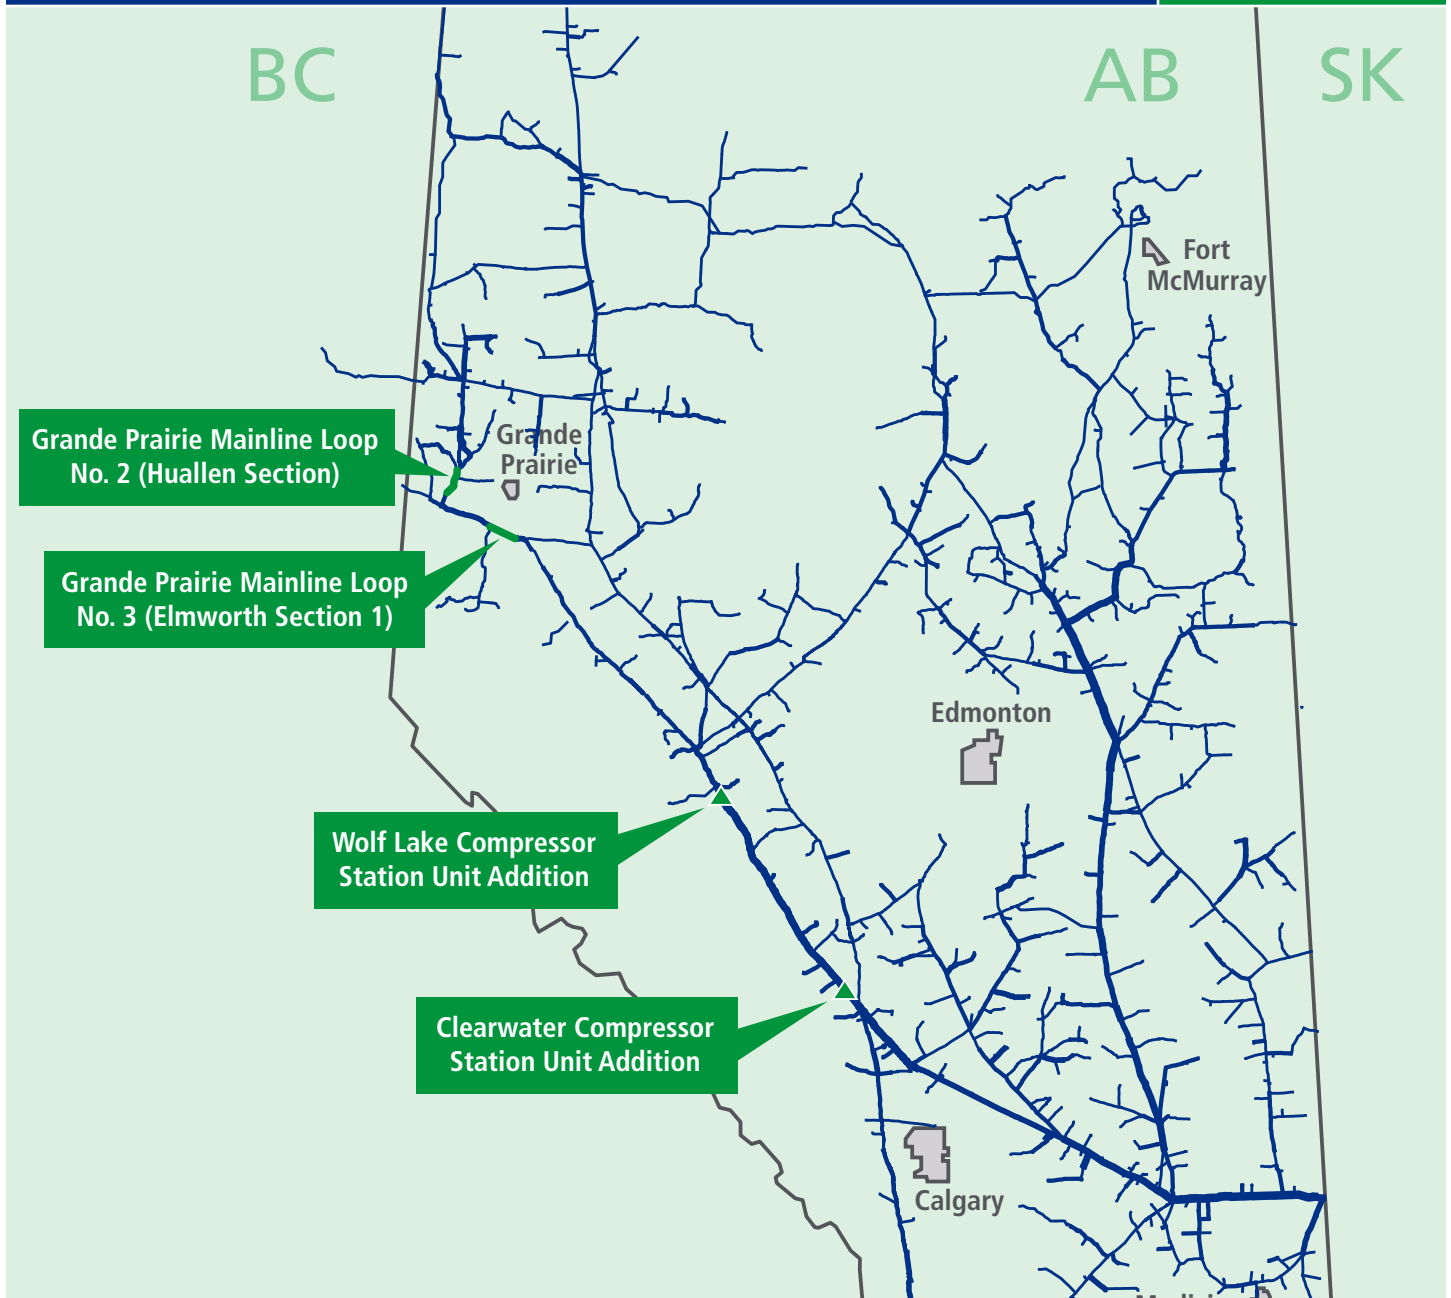 BC
AB
SK
Fort
McMurray
Grande Prairie Mainline Loop
No. 2 (Huallen Section)
Grande
Prairie
Grande Prairie Mainline Loop
No. 3 (Elmworth Section 1)
Edmonton
Wolf Lake Compressor
Station Unit Addition
Clearwater Compressor
Station Unit Addition
Calgary